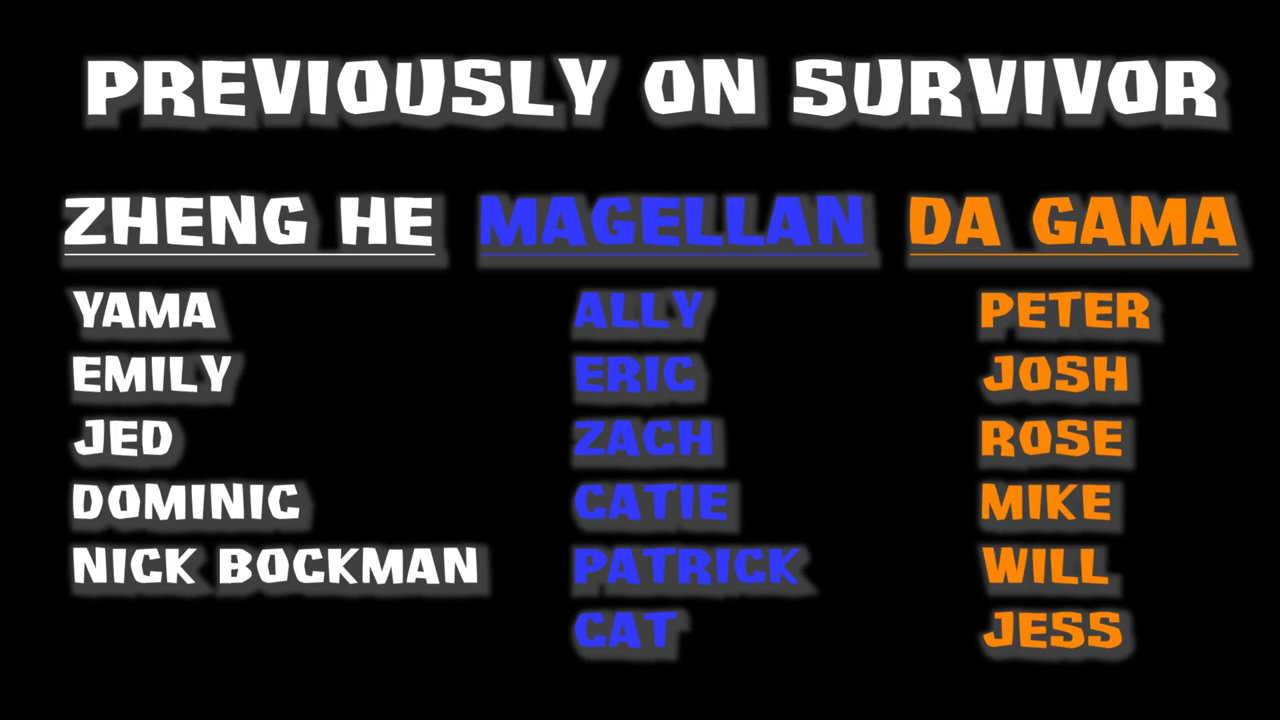 PREVIOUSLY ON SURVIVOR
ZHENG HE
YAMA
EMILY
JED
DOMINIC
NICK BOCKMAN
MAGELLAN
ALLY
ERIC
ZACH
CATIE
PATRICK
CAT
DA GAMA
PETER
JOSH
ROSE
MIKE
WILL
JESS